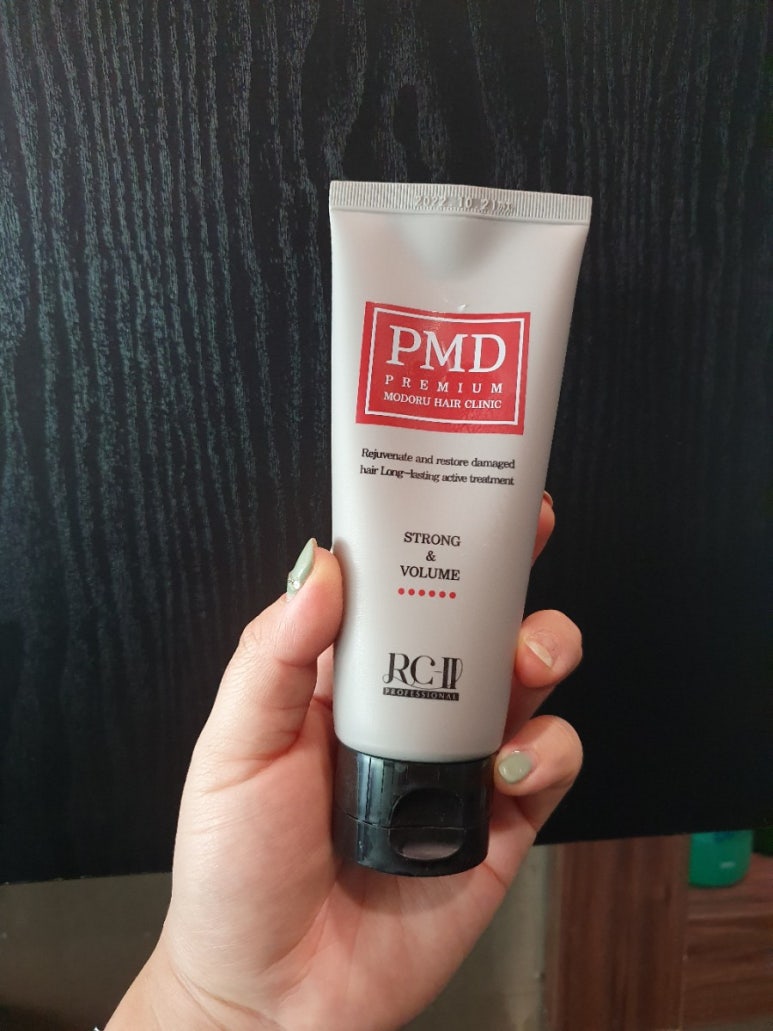 2022.10.21
PMD
PREMIUM
MODORU HAIR CLINIC
Rejuvenate and restore damaged
hair Long-lasting active treatment
STRONG
&
VOLUME
RC-II
PROFESSIONAL